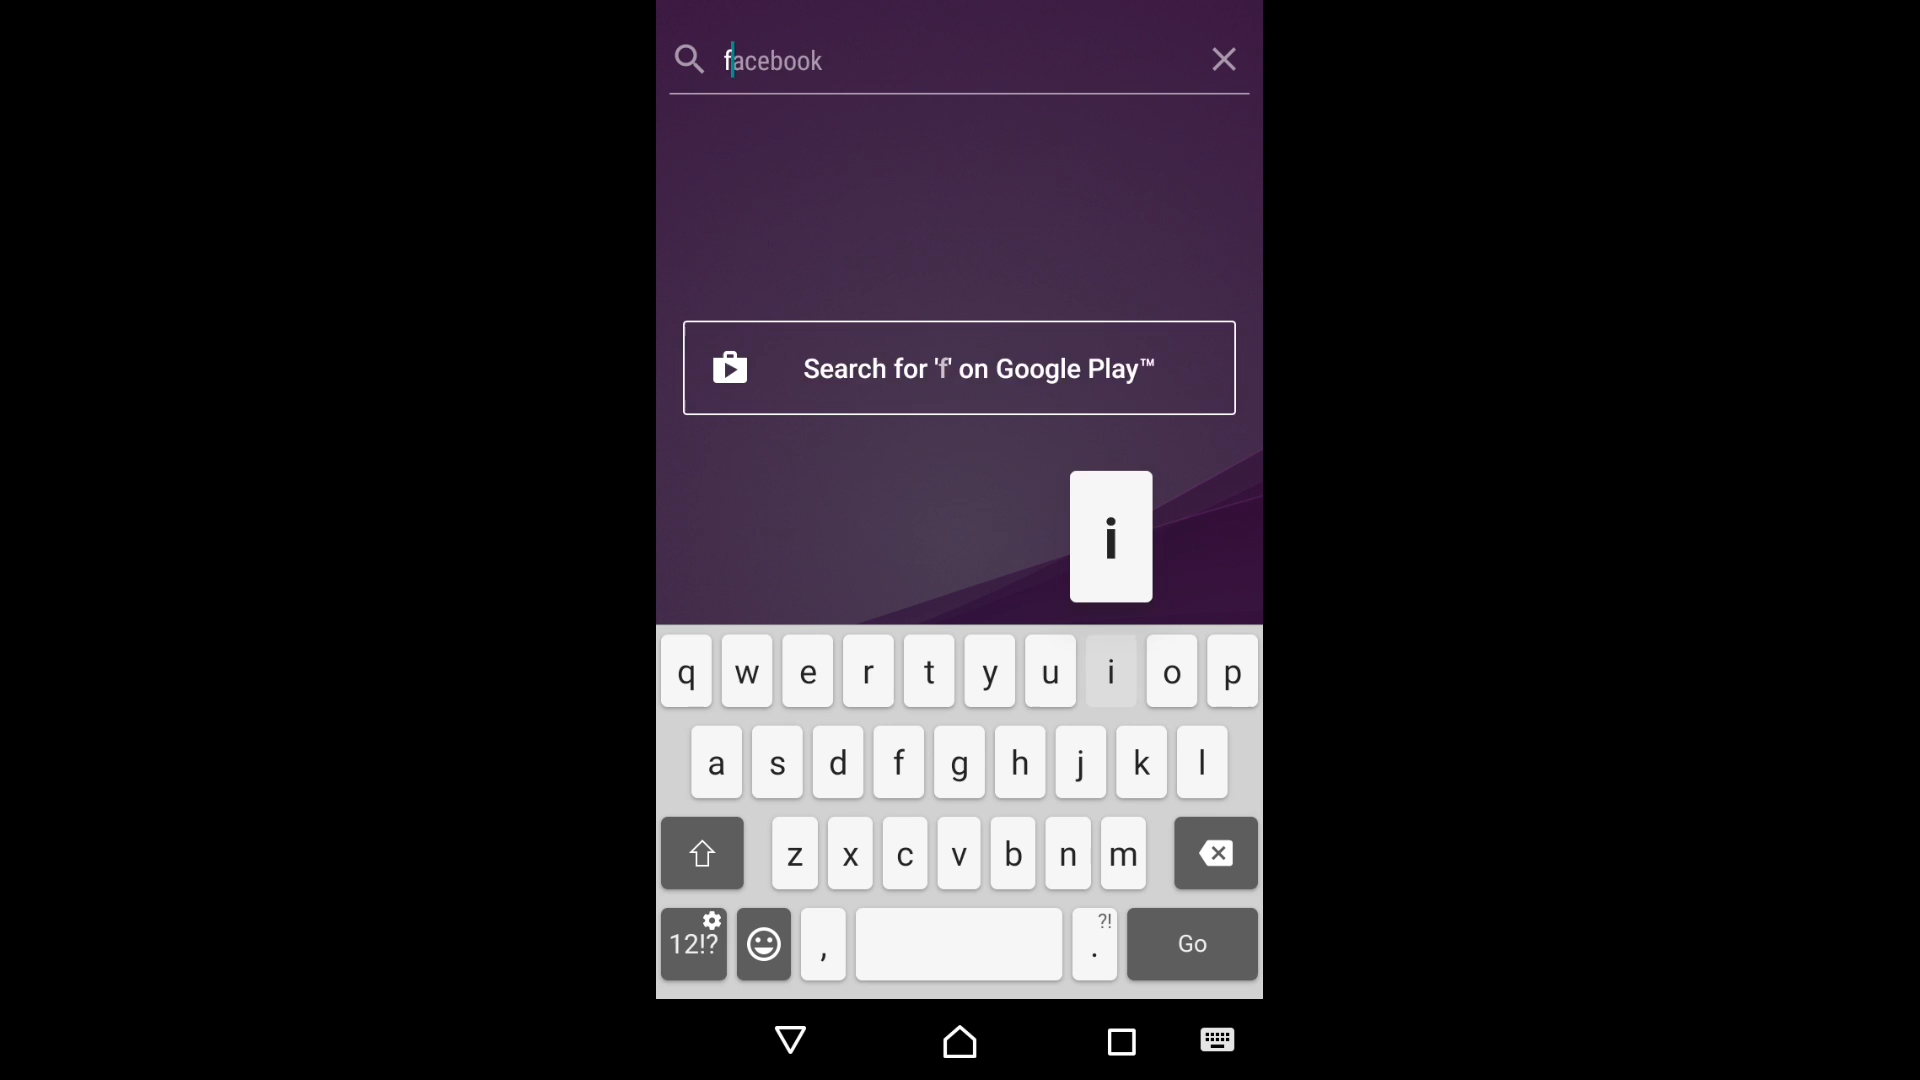 facebook
Search for 'f' on Google Play™
i
q w e r t y u i o p
a s d f g h j k l
z x c v b n m
12!? , ?! . Go